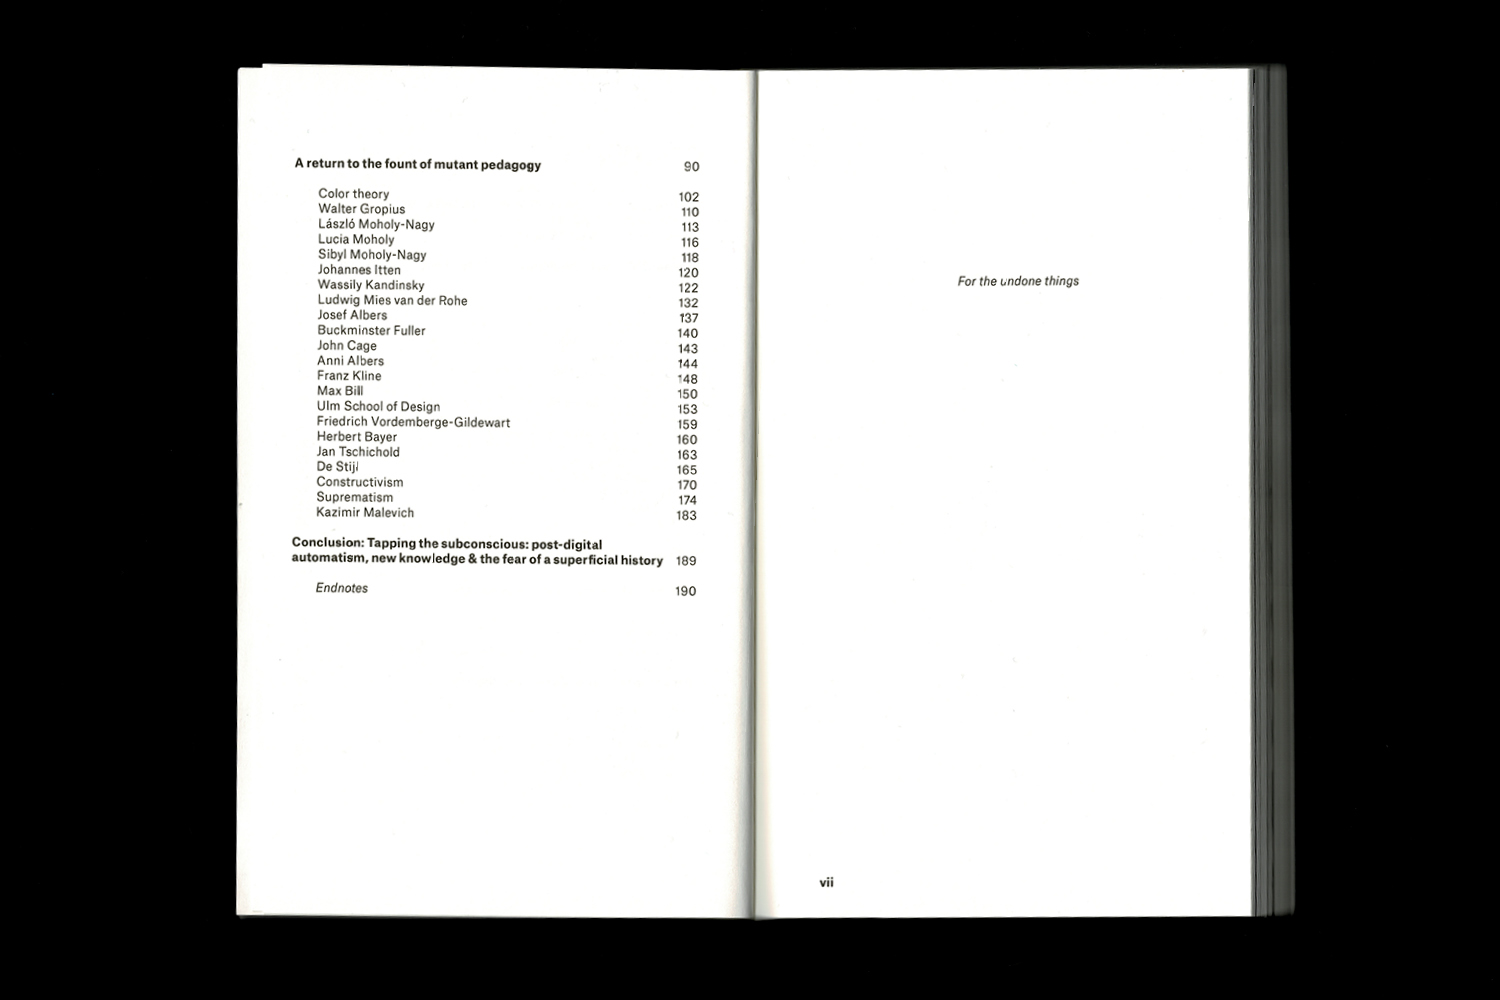 A return to the fount of mutant pedagogy 90
Color theory 102
Walter Gropius 110
László Moholy-Nagy 113
Lucia Moholy 116
Sibyl Moholy-Nagy 118
Johannes Itten 120
Wassily Kandinsky 122
Ludwig Mies van der Rohe 132
Josef Albers 137
Buckminster Fuller 140
John Cage 143
Anni Albers 144
Franz Kline 148
Max Bill 150
Ulm School of Design 153
Friedrich Vordemberge-Gildewart 159
Herbert Bayer 160
Jan Tschichold 163
De Stijl 165
Constructivism 170
Suprematism 174
Kazimir Malevich 183
Conclusion: Tapping the subconscious: post-digital
automatism, new knowledge & the fear of a superficial history 189
Endnotes 190
For the undone things
vii